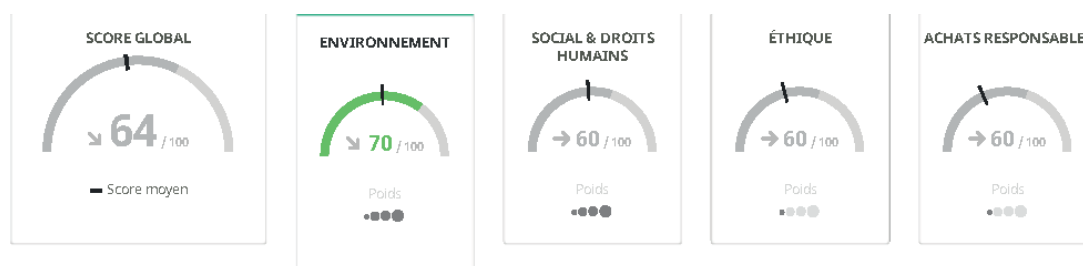 SCORE GLOBAL
64 / 100
Score moyen
ENVIRONNEMENT
70 / 100
Poids
SOCIAL & DROITS
HUMAINS
60 / 100
Poids
ÉTHIQUE
60 / 100
Poids
ACHATS RESPONSABLE
60 / 100
Poids